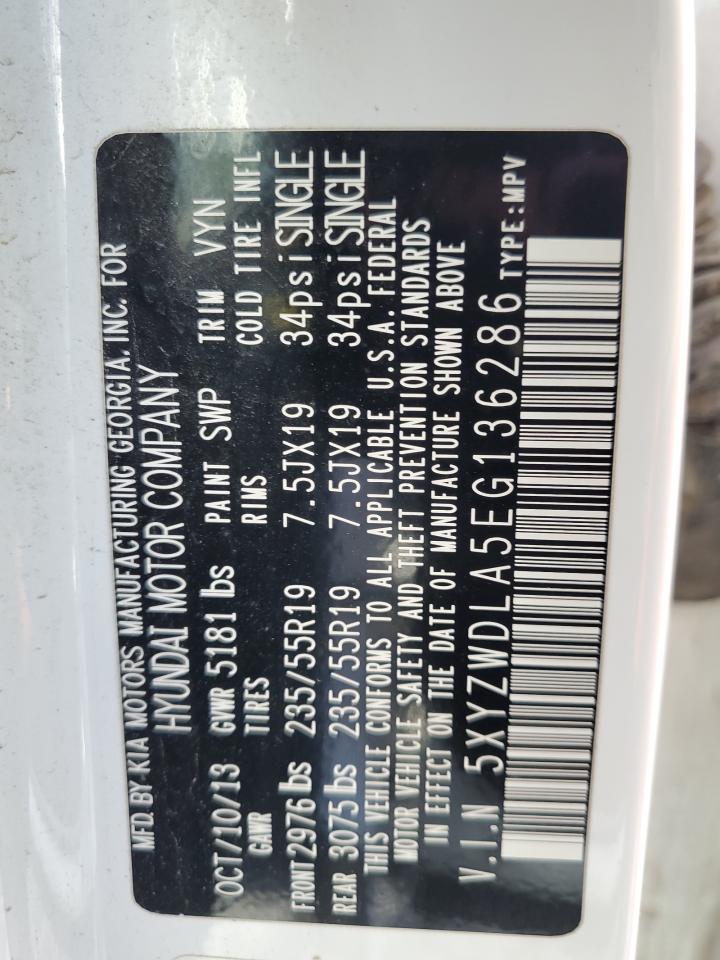 MFD. BY KIA MOTORS MANUFACTURING GEORGIA. INC. FOR
HYUNDAI MOTOR COMPANY
OCT/10/13 GVWR 5181 lbs PAINT SWP TRIM VYN
GAWR TIRES RIMS COLD TIRE INFL
FRONT 2976 lbs 235/55R19 7.5JX19 34psi SINGLE
REAR 3075 lbs 235/55R19 7.5JX19 34psi SINGLE
THIS VEHICLE CONFORMS TO ALL APPLICABLE U.S.A. FEDERAL
MOTOR VEHICLE SAFETY AND THEFT PREVENTION STANDARDS
IN EFFECT ON THE DATE OF MANUFACTURE SHOWN ABOVE
V.I.N 5XYZWDLA5EG136286 TYPE:MPV